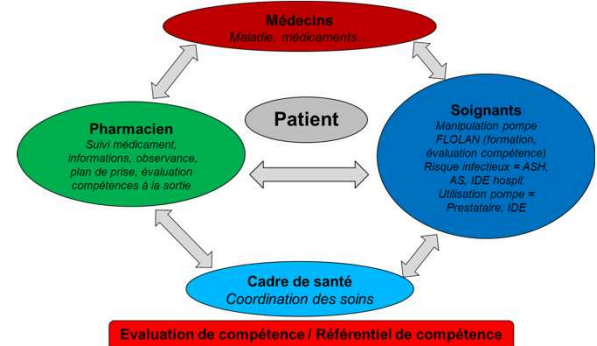 Médecins
Maladie, médicaments…
Patient
Pharmacien
Suivi médicament,
informations, observance,
plan de prise, évaluation
compétences à la sortie
Soignants
Manipulation pompe
FLOLAN (formation,
évaluation compétence)
Risque infectieux = ASH,
AS, IDE hospit
Utilisation pompe =
Prestataire, IDE
Cadre de santé
Coordination des soins
Evaluation de compétence / Référentiel de compétence